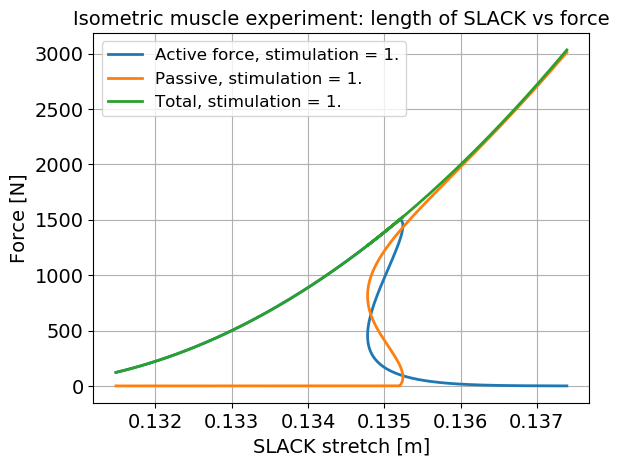 Isometric muscle experiment: length of SLACK vs force
Active force, stimulation = 1.
Passive, stimulation = 1.
Total, stimulation = 1.
Force [N]
3000
2500
2000
1500
1000
500
0
0.132 0.133 0.134 0.135 0.136 0.137
SLACK stretch [m]